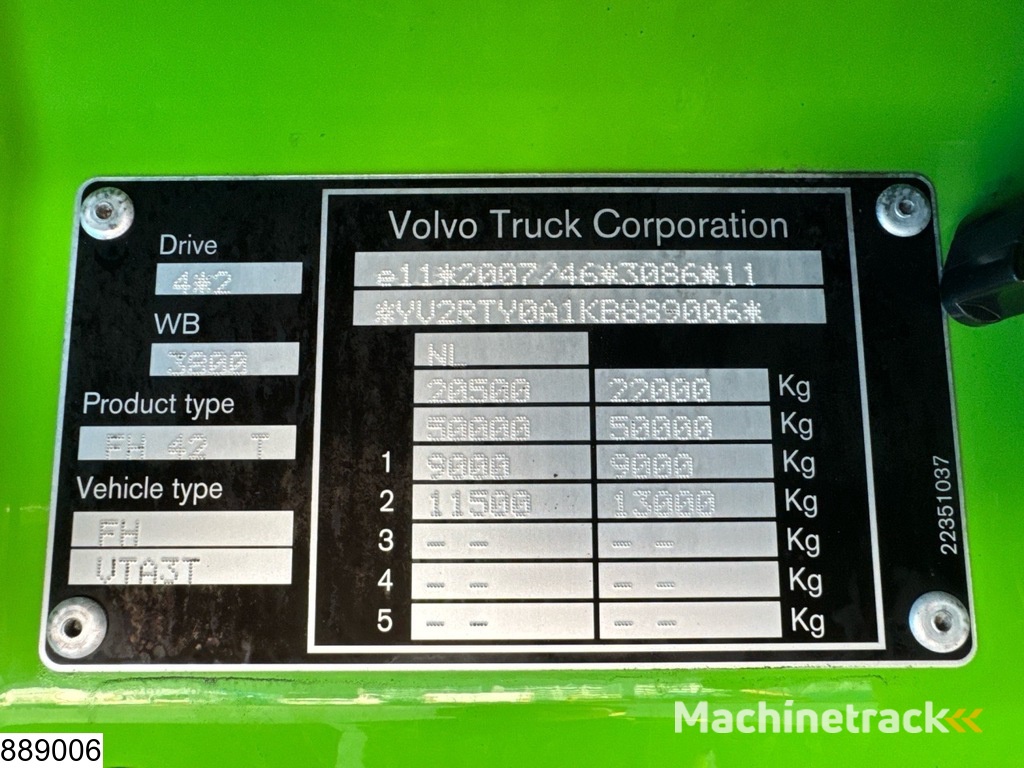 Drive
4*2
WB
3800
Product type
FH 42 T
Vehicle type
FH
VTA3T
Volvo Truck Corporation
e11*2007/46*3086*11
*YV2RTY0A1KB889006*
NL
20500 22000 Kg
50000 50000 Kg
1 9000 9000 Kg
2 11500 13000 Kg
3 -- -- -- -- Kg
4 -- -- -- -- Kg
5 -- -- -- -- Kg
22351037
Machinetrack
889006